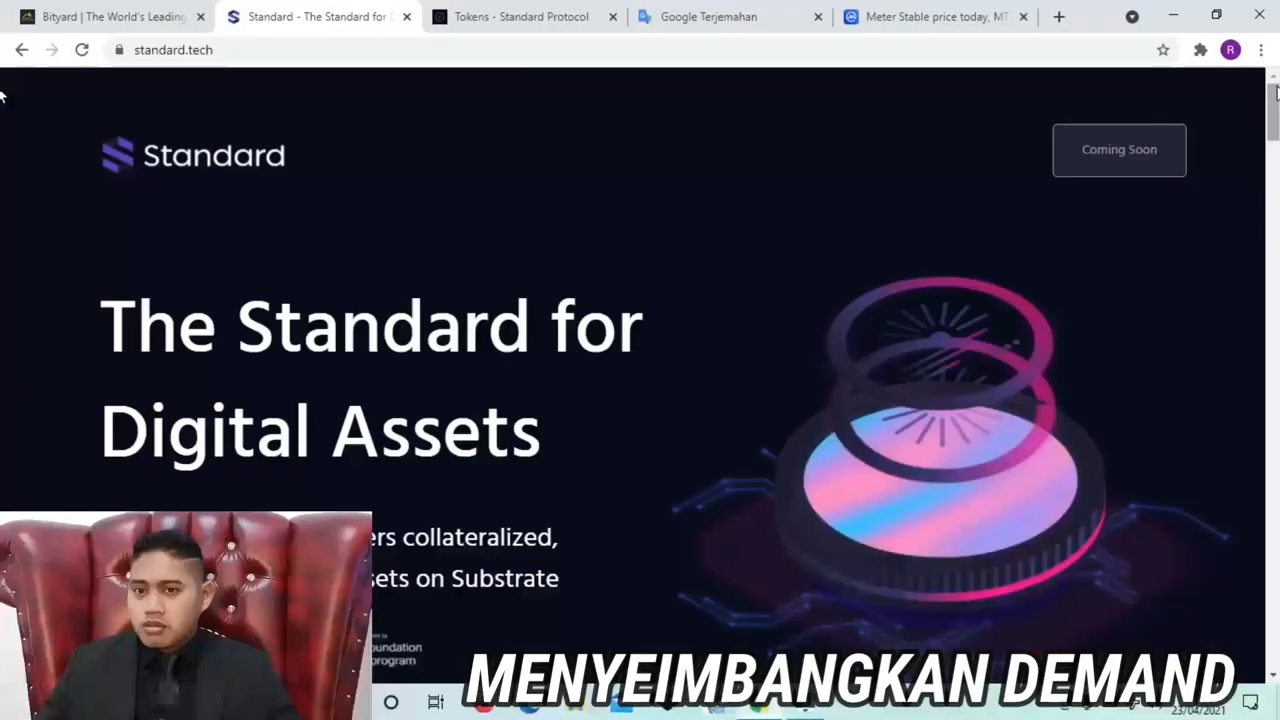 Bityard | The World's Leading
Standard - The Standard for
Tokens - Standard Protocol
Google Terjemahan
Meter Stable price today, MT
standard.tech
R
Standard
Coming Soon
The Standard for
Digital Assets
ers collateralized,
sets on Substrate
oundation
program
MENYEIMBANGKAN DEMAND
23/04/2021